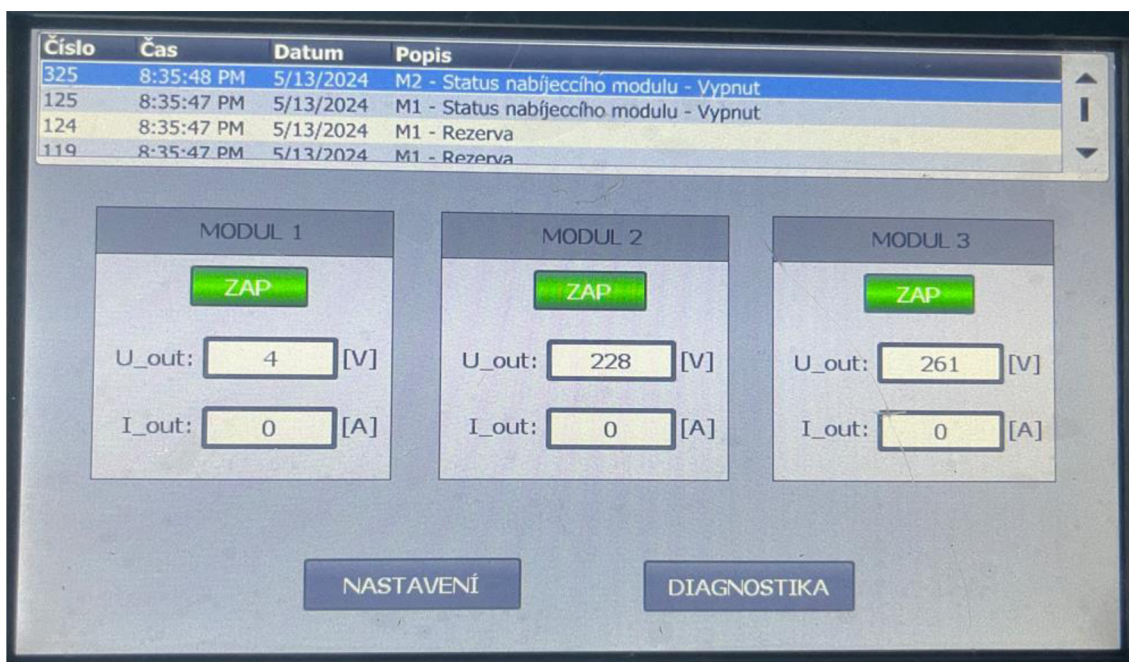 Číslo Čas Datum Popis
325 8:35:48 PM 5/13/2024 M2 - Status nabíjeccího modulu - Vypnut
125 8:35:47 PM 5/13/2024 M1 - Status nabíjeccího modulu - Vypnut
124 8:35:47 PM 5/13/2024 M1 - Rezerva
119 8:35:47 PM 5/13/2024 M1 - Rezerva
MODUL 1 MODUL 2 MODUL 3
ZAP ZAP ZAP
U_out: 4 [V] U_out: 228 [V] U_out: 261 [V]
I_out: 0 [A] I_out: 0 [A] I_out: 0 [A]
NASTAVENÍ DIAGNOSTIKA